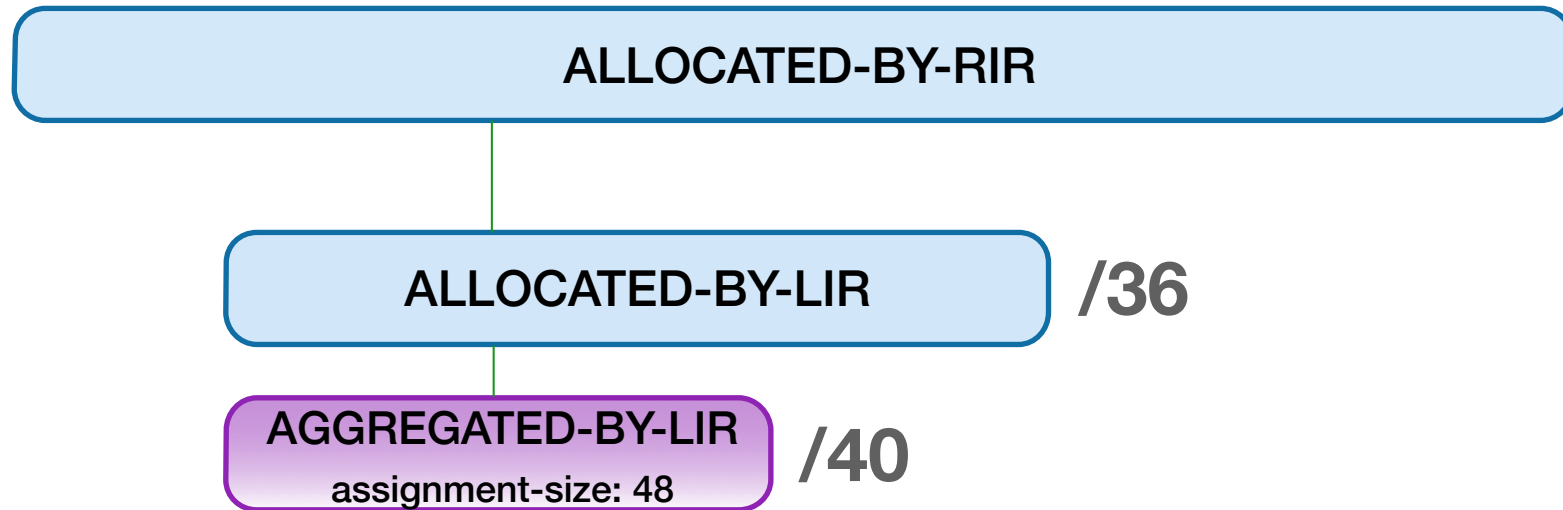 ALLOCATED-BY-RIR
ALLOCATED-BY-LIR
/36
AGGREGATED-BY-LIR
assignment-size: 48
/40